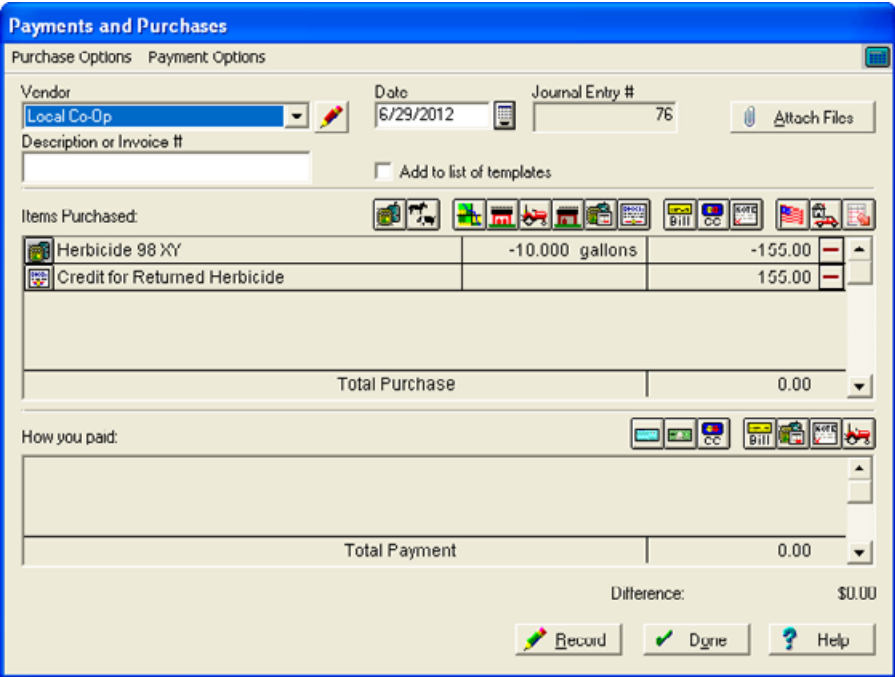 Payments and Purchases
Purchase Options Payment Options
Vendor Date Journal Entry #
Local Co-Op 6/29/2012 76 Attach Files
Description or Invoice #
Add to list of templates
Items Purchased: Bill CC NOTE
Herbicide 98 XY -10.000 gallons -155.00
Credit for Returned Herbicide 155.00
Total Purchase 0.00
How you paid: CC Bill NOTE
Total Payment 0.00
Difference: $0.00
Record Done Help